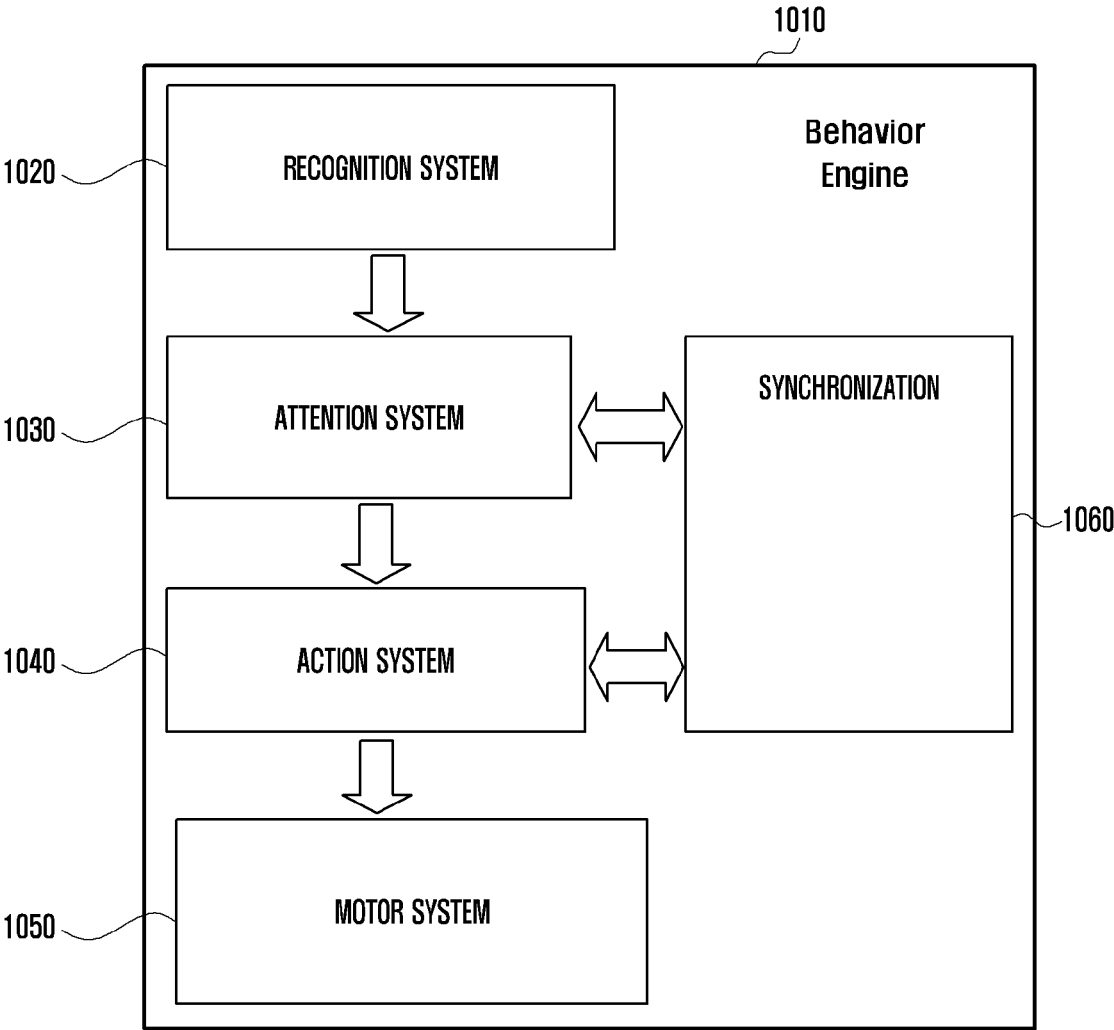 1010
Behavior
Engine
1020
RECOGNITION SYSTEM
1030
ATTENTION SYSTEM
SYNCHRONIZATION
1060
1040
ACTION SYSTEM
1050
MOTOR SYSTEM